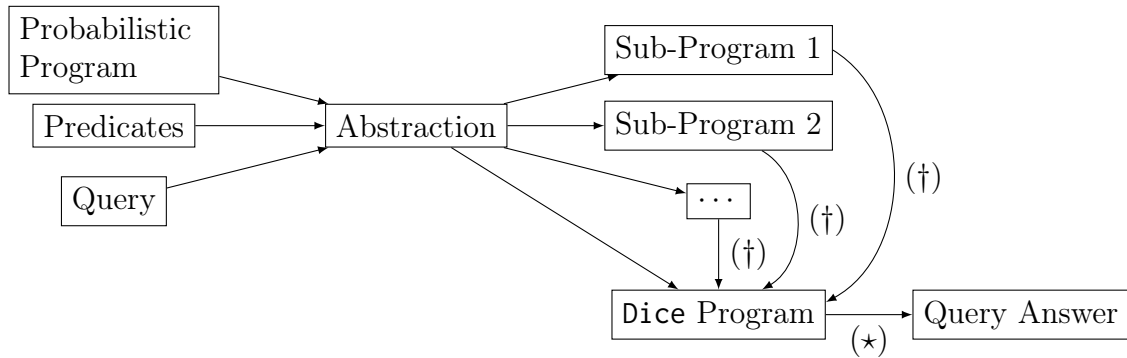 Probabilistic
Program
Sub-Program 1
Predicates
Abstraction
Sub-Program 2
(†)
Query
···
(†)
(†)
Dice Program
Query Answer
(⋆)